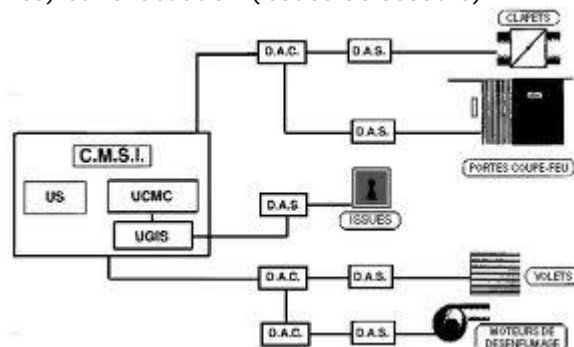 CLAPETS
D.A.C.
D.A.S.
D.A.S.
C.M.S.I.
PORTES COUPE-FEU
US
UCMC
D.A.S
UGIS
ISSUES
D.A.C.
D.A.S.
VOLETS
D.A.C.
D.A.S.
MOTEURS DE
DESENFUMAGE